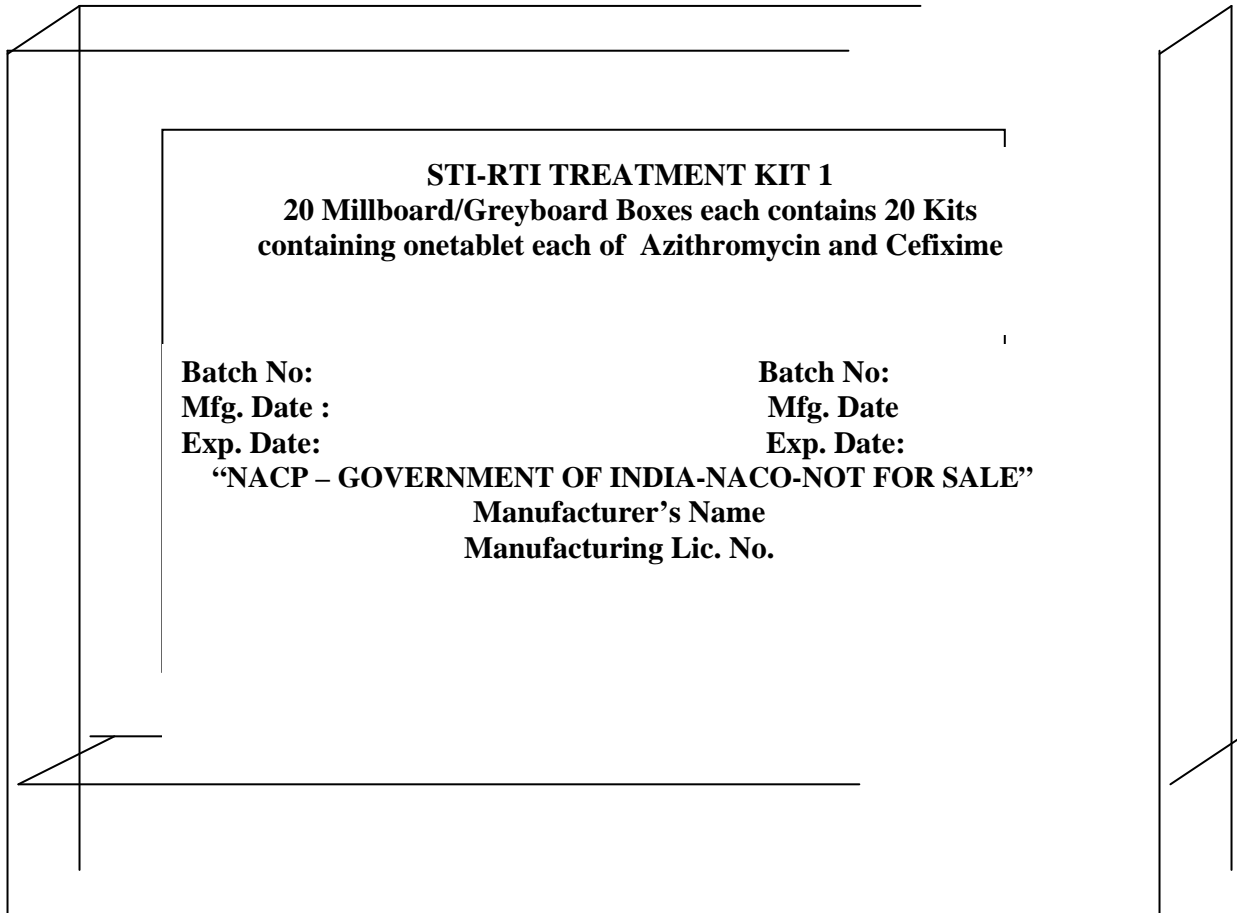 STI-RTI TREATMENT KIT 1
20 Millboard/Greyboard Boxes each contains 20 Kits
containing onetablet each of Azithromycin and Cefixime
Batch No: Batch No:
Mfg. Date : Mfg. Date
Exp. Date: Exp. Date:
“NACP – GOVERNMENT OF INDIA-NACO-NOT FOR SALE”
Manufacturer’s Name
Manufacturing Lic. No.